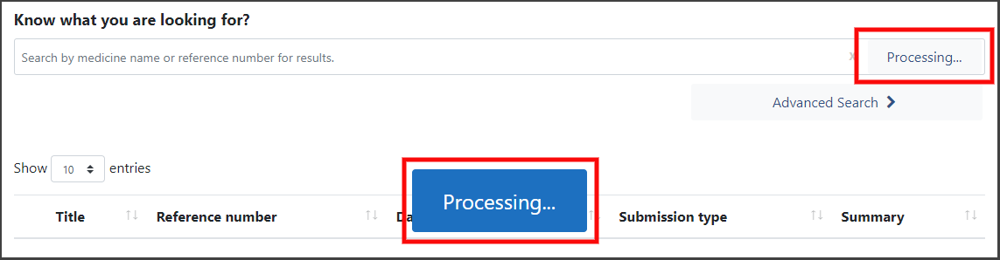 Know what you are looking for?
Search by medicine name or reference number for results. x Processing...
Advanced Search
Show 10 entries
Processing...
Title Reference number Da Submission type Summary